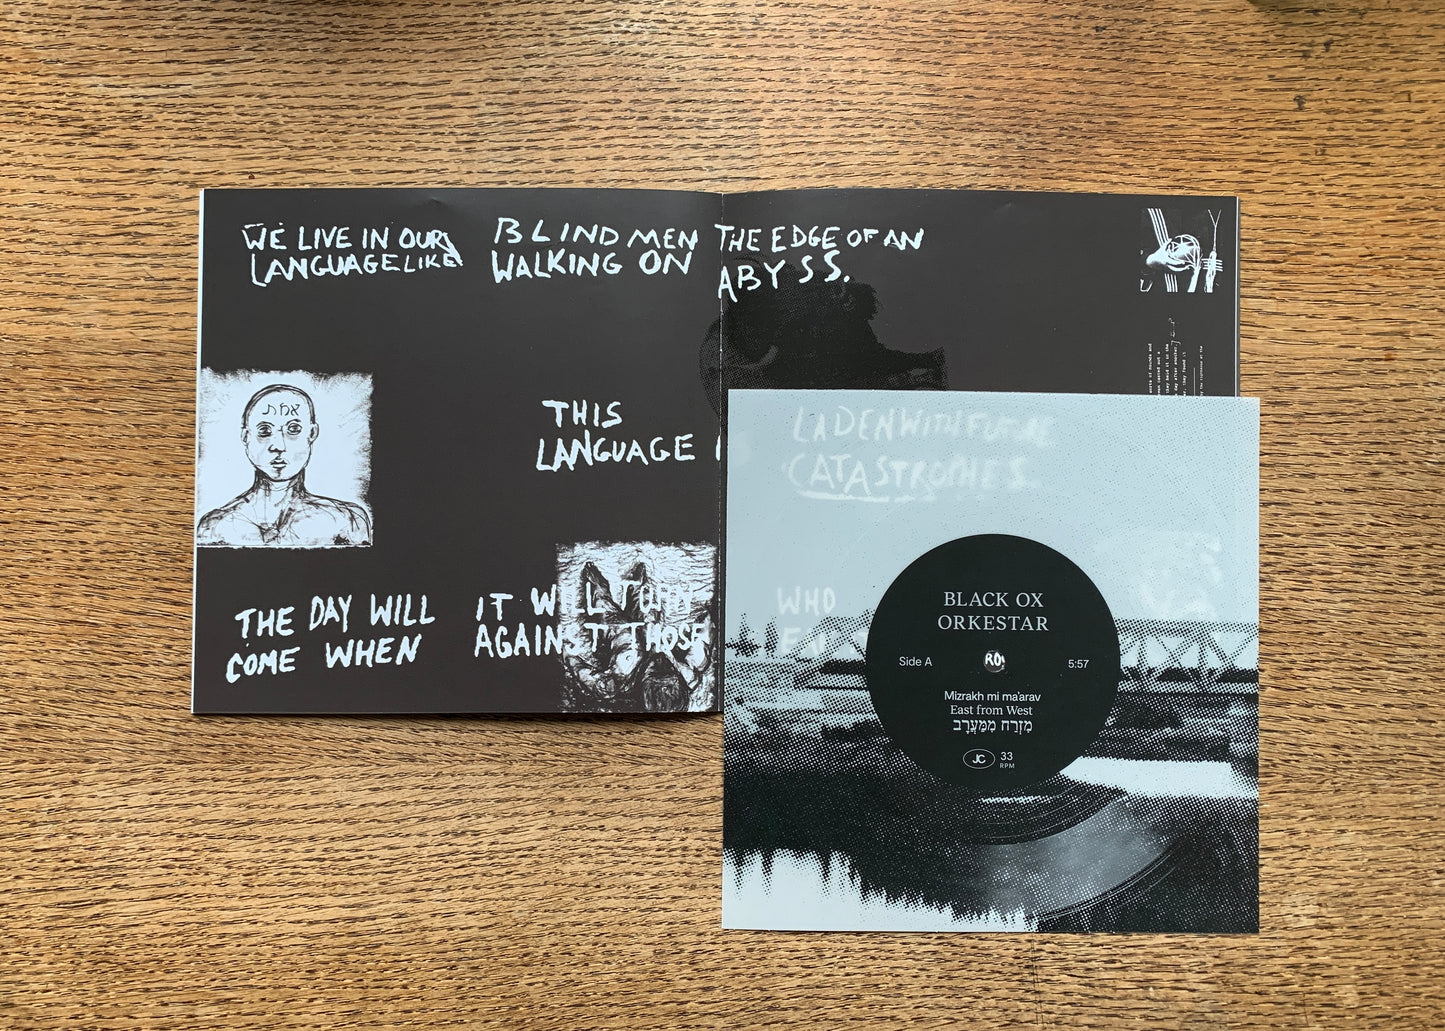 WE LIVE IN OUR
LANGUAGE LIKE
BLIND MEN
WALKING ON
THE EDGE OF AN
ABYSS.
אמת
THIS
LANGUAGE
LADEN WITH FUTURE
CATASTROPHES.
THE DAY WILL
COME WHEN
IT WILL TURN
AGAINST THOSE
WHO
BLACK OX
ORKESTAR
Side A
5:57
Mizrakh mi ma'arav
East from West
מִזְרַח מִמַּעֲרָב
JC
33
RPM